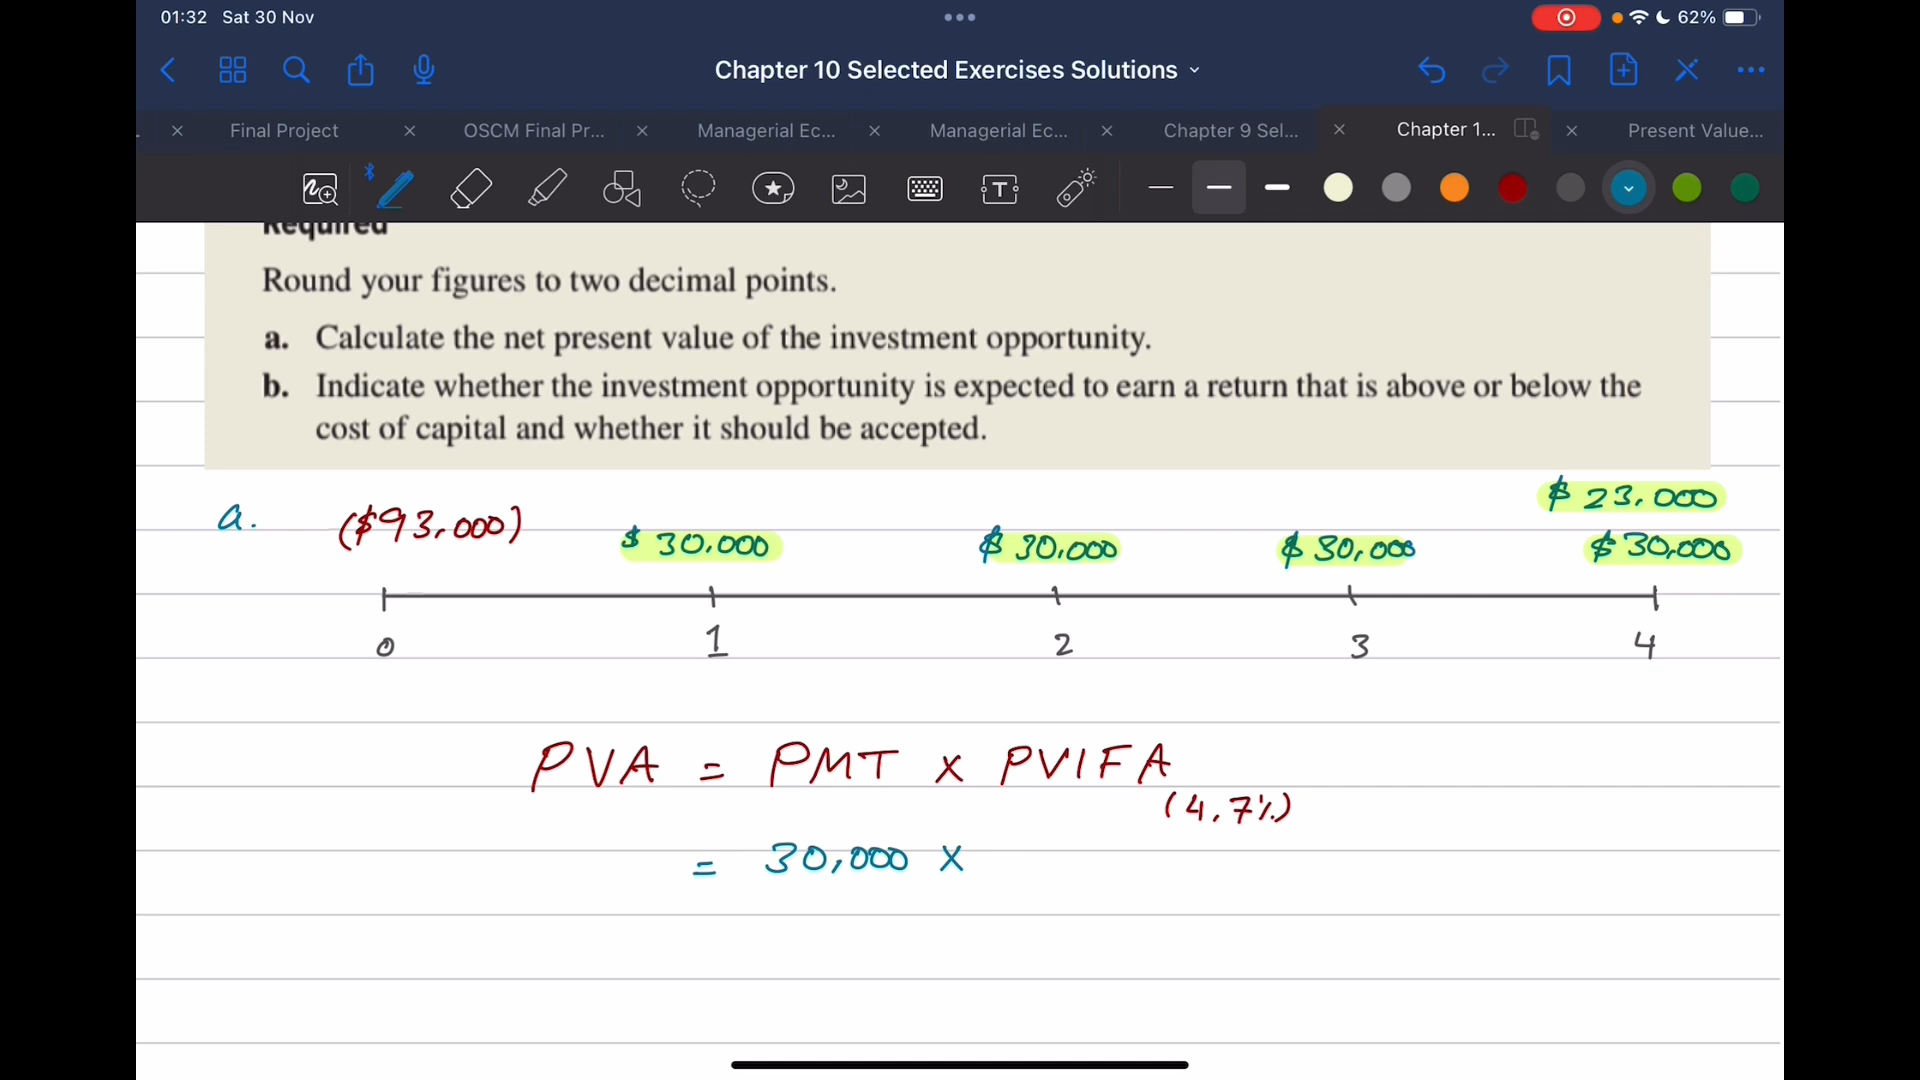 01:32 Sat 30 Nov 62%
Chapter 10 Selected Exercises Solutions
Final Project OSCM Final Pr... Managerial Ec... Managerial Ec... Chapter 9 Sel... Chapter 1... Present Value...
Required
Round your figures to two decimal points.
a. Calculate the net present value of the investment opportunity.
b. Indicate whether the investment opportunity is expected to earn a return that is above or below the
cost of capital and whether it should be accepted.
$ 23,000
a. ($93,000) $ 30,000 $ 30,000 $ 30,000 $ 30,000
0 1 2 3 4
PVA = PMT x PVIFA
(4,7%)
= 30,000 x